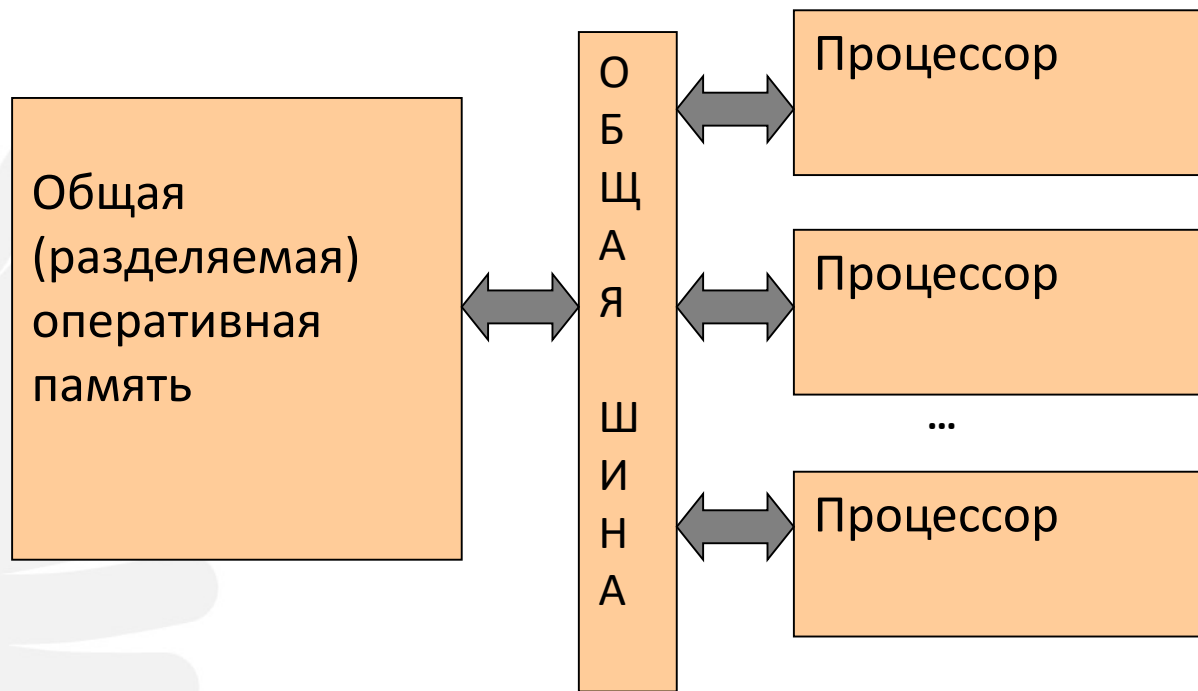 Общая
(разделяемая)
оперативная
память
О
Б
Щ
А
Я
Ш
И
Н
А
Процессор
Процессор
...
Процессор